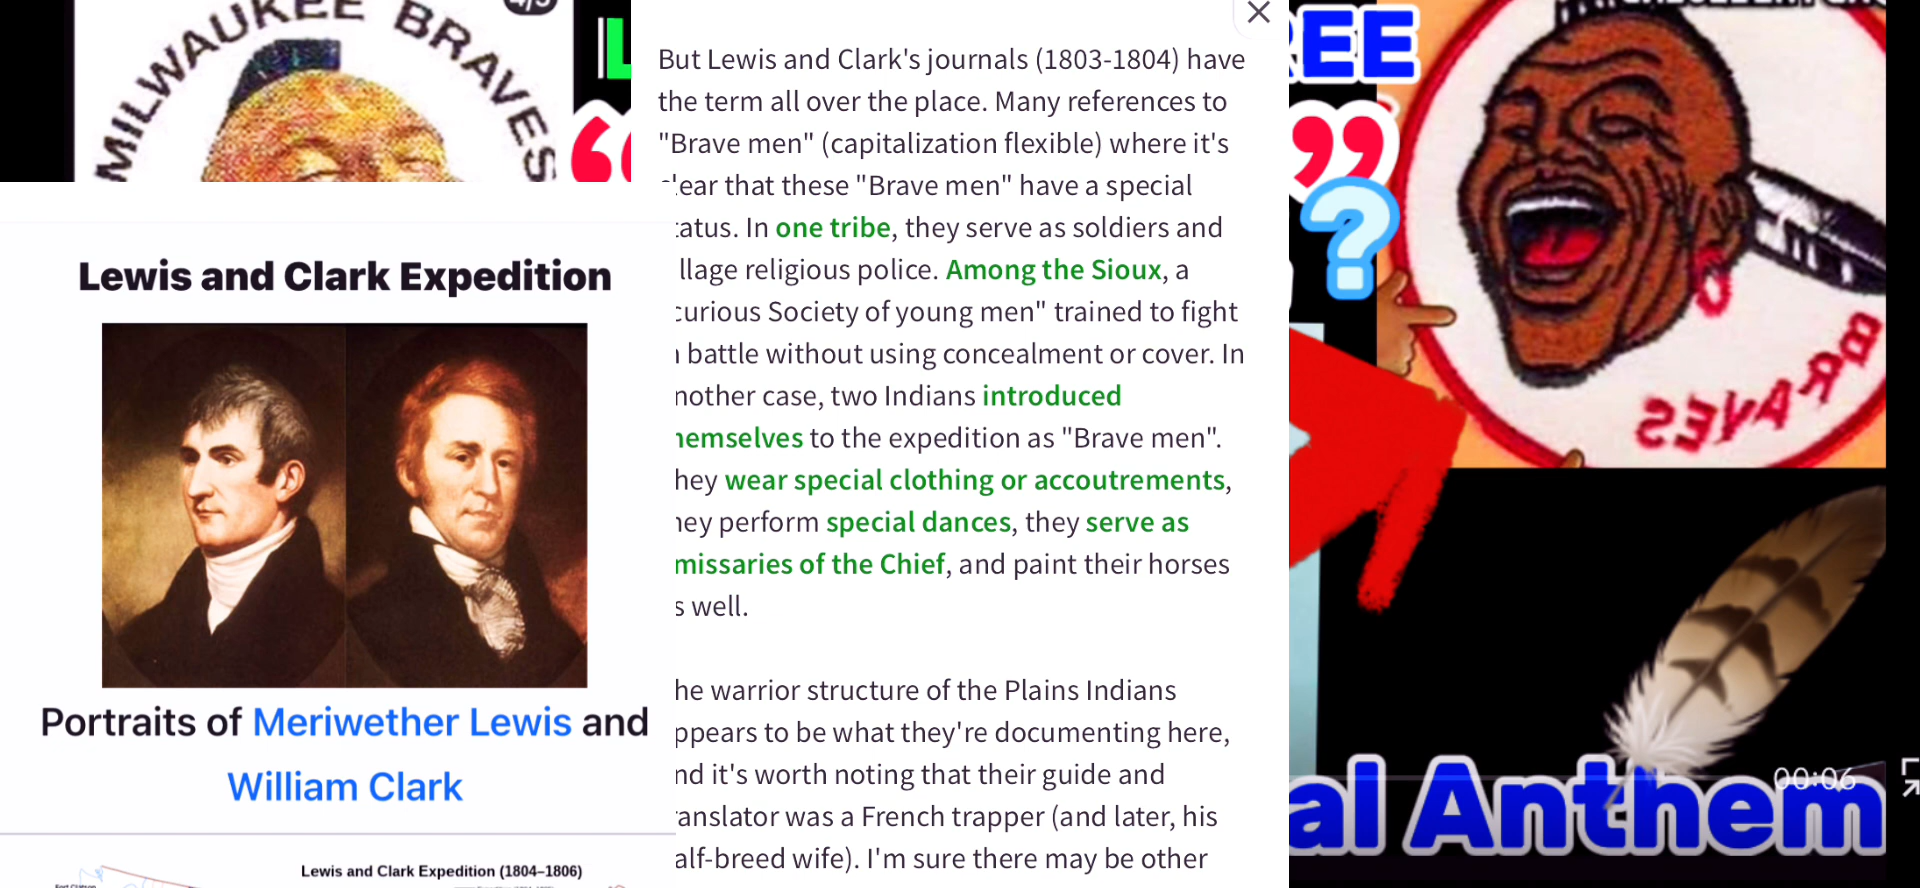 MILWAUKEE BRAVES
L
Lewis and Clark Expedition
Portraits of Meriwether Lewis and
William Clark
Lewis and Clark Expedition (1804–1806)
But Lewis and Clark's journals (1803-1804) have
the term all over the place. Many references to
"Brave men" (capitalization flexible) where it's
clear that these "Brave men" have a special
tatus. In one tribe, they serve as soldiers and
llage religious police. Among the Sioux, a
curious Society of young men" trained to fight
n battle without using concealment or cover. In
nother case, two Indians introduced
hemselves to the expedition as "Brave men".
hey wear special clothing or accoutrements,
hey perform special dances, they serve as
missaries of the Chief, and paint their horses
s well.
he warrior structure of the Plains Indians
ppears to be what they're documenting here,
nd it's worth noting that their guide and
ranslator was a French trapper (and later, his
alf-breed wife). I'm sure there may be other
EE
”
?
BRAVES
00:06
al Anthem